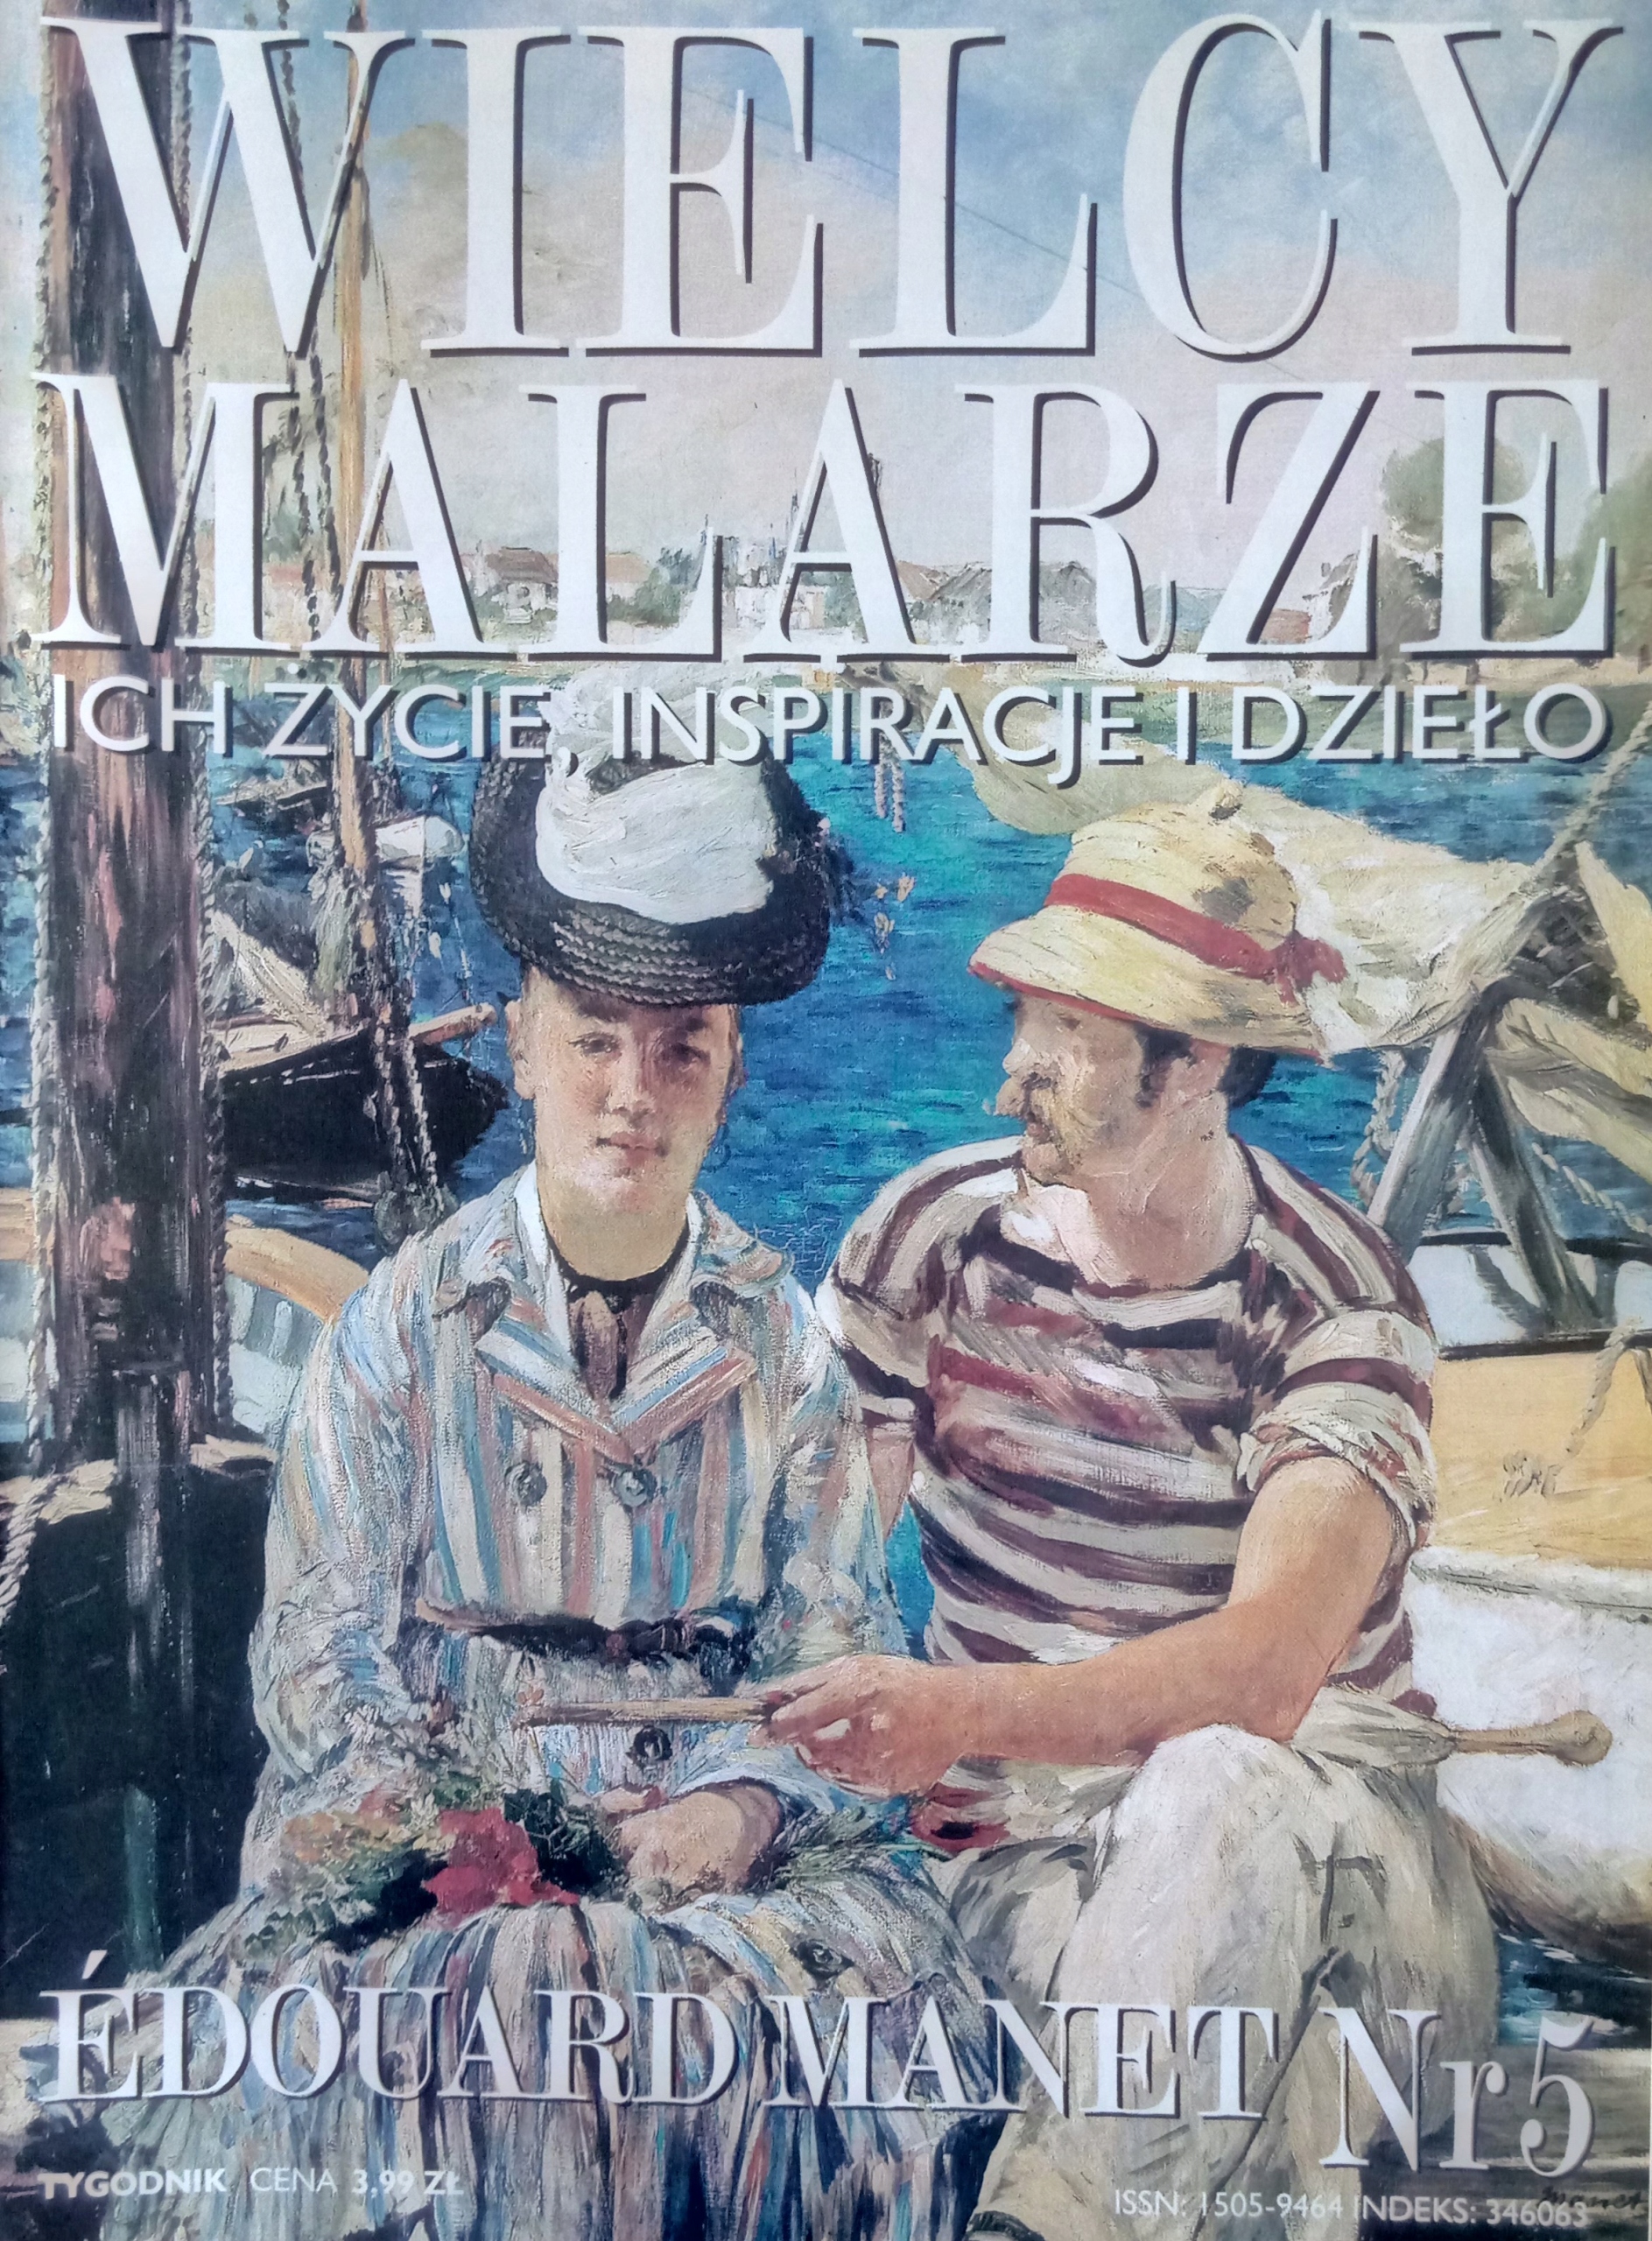 WIELCY
MALARZE
ICH ŻYCIE, INSPIRACJE I DZIEŁO
ÉDOUARD MANET Nr 5
TYGODNIK CENA 3,99 ZŁ
ISSN: 1505-9464 INDEKS: 346063